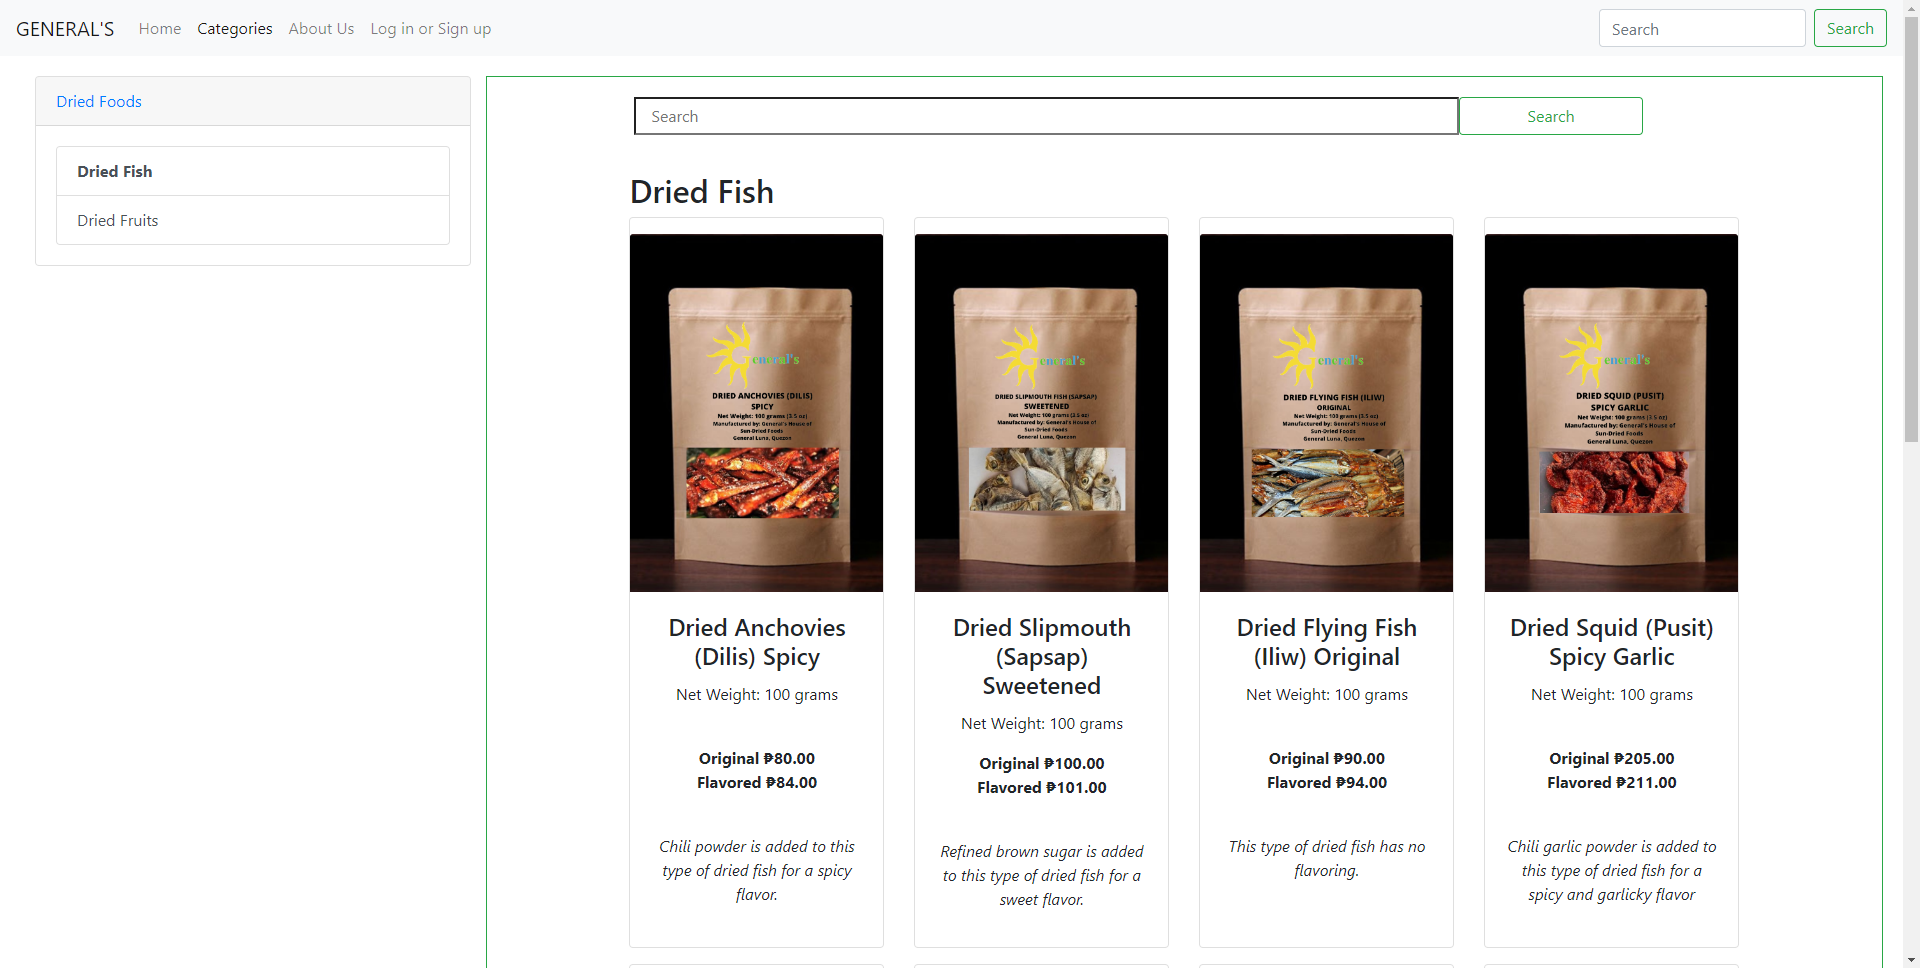 GENERAL'S Home Categories About Us Log in or Sign up Search Search
Dried Foods
Dried Fish
Dried Fruits
Search Search
Dried Fish
General's
DRIED ANCHOVIES (DILIS)
SPICY
Net Weight: 100 grams (3.5 oz)
Manufactured by: General's House of
Sun-Dried Foods
General Luna, Quezon
Dried Anchovies
(Dilis) Spicy
Net Weight: 100 grams
Original ₱80.00
Flavored ₱84.00
Chili powder is added to this
type of dried fish for a spicy
flavor.
General's
DRIED SLIPMOUTH FISH (SAPSAP)
SWEETENED
Net Weight: 100 grams (3.5 oz)
Manufactured by: General's House of
Sun-Dried Foods
General Luna, Quezon
Dried Slipmouth
(Sapsap)
Sweetened
Net Weight: 100 grams
Original ₱100.00
Flavored ₱101.00
Refined brown sugar is added
to this type of dried fish for a
sweet flavor.
General's
DRIED FLYING FISH (ILIW)
ORIGINAL
Net Weight: 100 grams (3.5 oz)
Manufactured by: General's House of
Sun-Dried Foods
General Luna, Quezon
Dried Flying Fish
(Iliw) Original
Net Weight: 100 grams
Original ₱90.00
Flavored ₱94.00
This type of dried fish has no
flavoring.
General's
DRIED SQUID (PUSIT)
SPICY GARLIC
Net Weight: 100 grams (3.5 oz)
Manufactured by: General's House of
Sun-Dried Foods
General Luna, Quezon
Dried Squid (Pusit)
Spicy Garlic
Net Weight: 100 grams
Original ₱205.00
Flavored ₱211.00
Chili garlic powder is added to
this type of dried fish for a
spicy and garlicky flavor